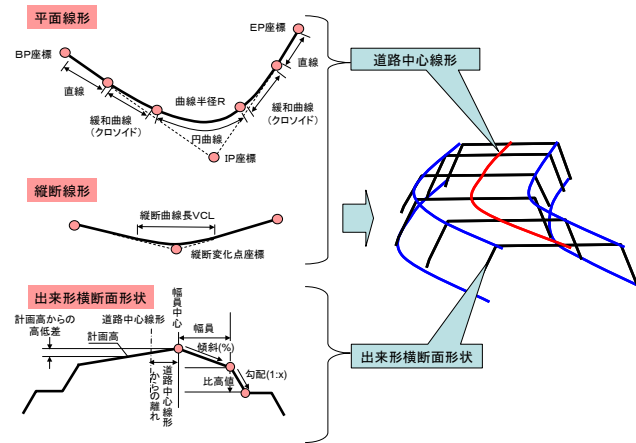 平面線形
EP座標
BP座標
直線
直線
曲線半径R
緩和曲線
(クロソイド)
緩和曲線
(クロソイド)
円曲線
IP座標
道路中心線形
縦断線形
縦断曲線長VCL
縦断変化点座標
出来形横断面形状
幅員中心
計画高からの
高低差
道路中心線形
計画高
幅員
傾斜(%)
勾配(1:x)
比高値
道路中心線形
からの離れ
出来形横断面形状